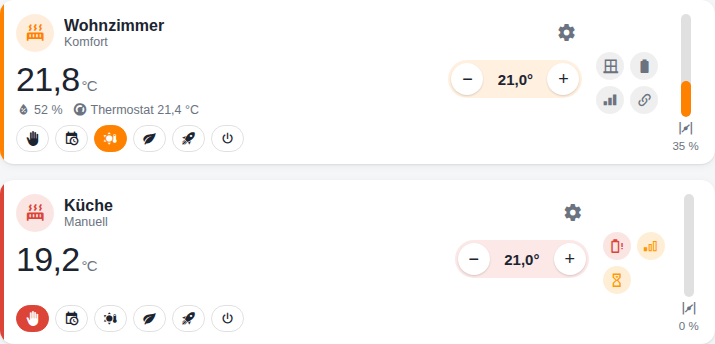 Wohnzimmer
Komfort
21,8 °C
52 % Thermostat 21,4 °C
− 21,0° +
35 %
Küche
Manuell
19,2 °C
− 21,0° +
0 %